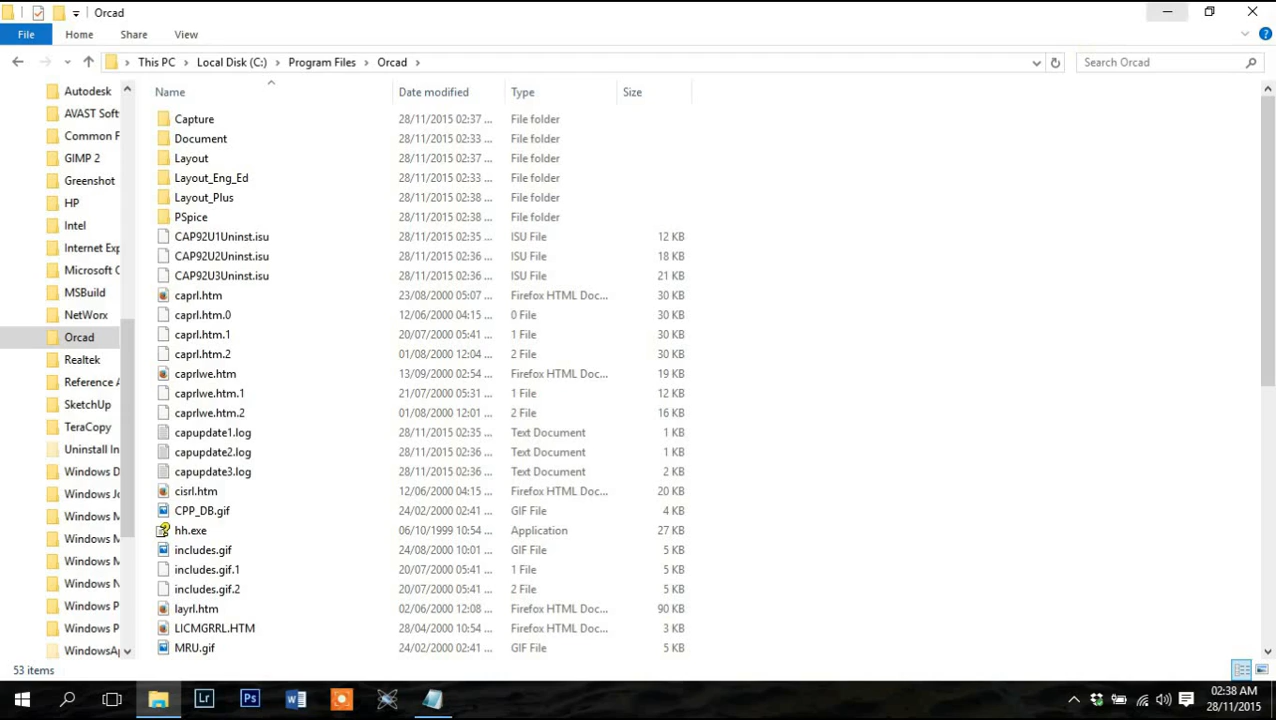 Orcad
File Home Share View
This PC Local Disk (C:) Program Files Orcad Search Orcad
Name Date modified Type Size
Autodesk
AVAST Soft
Common F
GIMP 2
Greenshot
HP
Intel
Internet Exp
Microsoft C
MSBuild
NetWorx
Orcad
Realtek
Reference A
SketchUp
TeraCopy
Uninstall In
Windows D
Windows Jo
Windows M
Windows M
Windows M
Windows N
Windows P
Windows P
WindowsAp
Capture 28/11/2015 02:37 ... File folder
Document 28/11/2015 02:33 ... File folder
Layout 28/11/2015 02:37 ... File folder
Layout_Eng_Ed 28/11/2015 02:33 ... File folder
Layout_Plus 28/11/2015 02:38 ... File folder
PSpice 28/11/2015 02:38 ... File folder
CAP92U1Uninst.isu 28/11/2015 02:35 ... ISU File 12 KB
CAP92U2Uninst.isu 28/11/2015 02:36 ... ISU File 18 KB
CAP92U3Uninst.isu 28/11/2015 02:36 ... ISU File 21 KB
caprl.htm 23/08/2000 05:07 ... Firefox HTML Doc... 30 KB
caprl.htm.0 12/06/2000 04:15 ... 0 File 30 KB
caprl.htm.1 20/07/2000 05:41 ... 1 File 30 KB
caprl.htm.2 01/08/2000 12:04 ... 2 File 30 KB
caprlwe.htm 13/09/2000 02:54 ... Firefox HTML Doc... 19 KB
caprlwe.htm.1 21/07/2000 05:31 ... 1 File 12 KB
caprlwe.htm.2 01/08/2000 12:01 ... 2 File 16 KB
capupdate1.log 28/11/2015 02:35 ... Text Document 1 KB
capupdate2.log 28/11/2015 02:36 ... Text Document 1 KB
capupdate3.log 28/11/2015 02:36 ... Text Document 2 KB
cisrl.htm 12/06/2000 04:15 ... Firefox HTML Doc... 20 KB
CPP_DB.gif 24/02/2000 02:41 ... GIF File 4 KB
hh.exe 06/10/1999 10:54 ... Application 27 KB
includes.gif 24/08/2000 10:01 ... GIF File 5 KB
includes.gif.1 20/07/2000 05:41 ... 1 File 5 KB
includes.gif.2 20/07/2000 05:41 ... 2 File 5 KB
layrl.htm 02/06/2000 12:08 ... Firefox HTML Doc... 90 KB
LICMGRRL.HTM 28/04/2000 10:54 ... Firefox HTML Doc... 3 KB
MRU.gif 24/02/2000 02:41 ... GIF File 5 KB
53 items
Lr Ps W
02:38 AM
28/11/2015